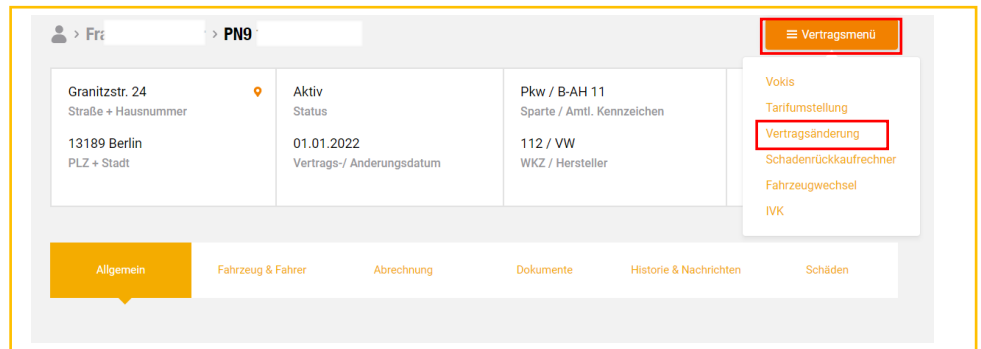 > Fra > PN9
≡ Vertragsmenü
Granitzstr. 24
Straße + Hausnummer
13189 Berlin
PLZ + Stadt
Aktiv
Status
01.01.2022
Vertrags-/ Anderungsdatum
Pkw / B-AH 11
Sparte / Amtl. Kennzeichen
112 / VW
WKZ / Hersteller
Vokis
Tarifumstellung
Vertragsänderung
Schadenrückkaufrechner
Fahrzeugwechsel
IVK
Allgemein Fahrzeug & Fahrer Abrechnung Dokumente Historie & Nachrichten Schäden